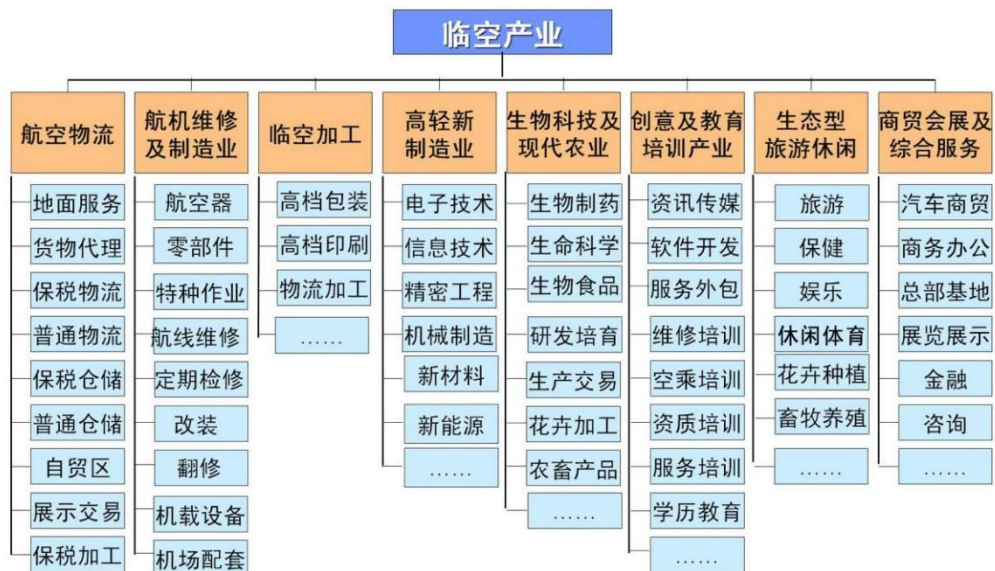 临空产业
航空物流
地面服务
货物代理
保税物流
普通物流
保税仓储
普通仓储
自贸区
展示交易
保税加工
航机维修
及制造业
航空器
零部件
特种作业
航线维修
定期检修
改装
翻修
机载设备
机场配套
临空加工
高档包装
高档印刷
物流加工
……
高轻新
制造业
电子技术
信息技术
精密工程
机械制造
新材料
新能源
……
生物科技及
现代农业
生物制药
生命科学
生物食品
研发培育
生产交易
花卉加工
农畜产品
……
创意及教育
培训产业
资讯传媒
软件开发
服务外包
维修培训
空乘培训
资质培训
服务培训
学历教育
……
生态型
旅游休闲
旅游
保健
娱乐
休闲体育
花卉种植
畜牧养殖
……
商贸会展及
综合服务
汽车商贸
商务办公
总部基地
展览展示
金融
咨询
……